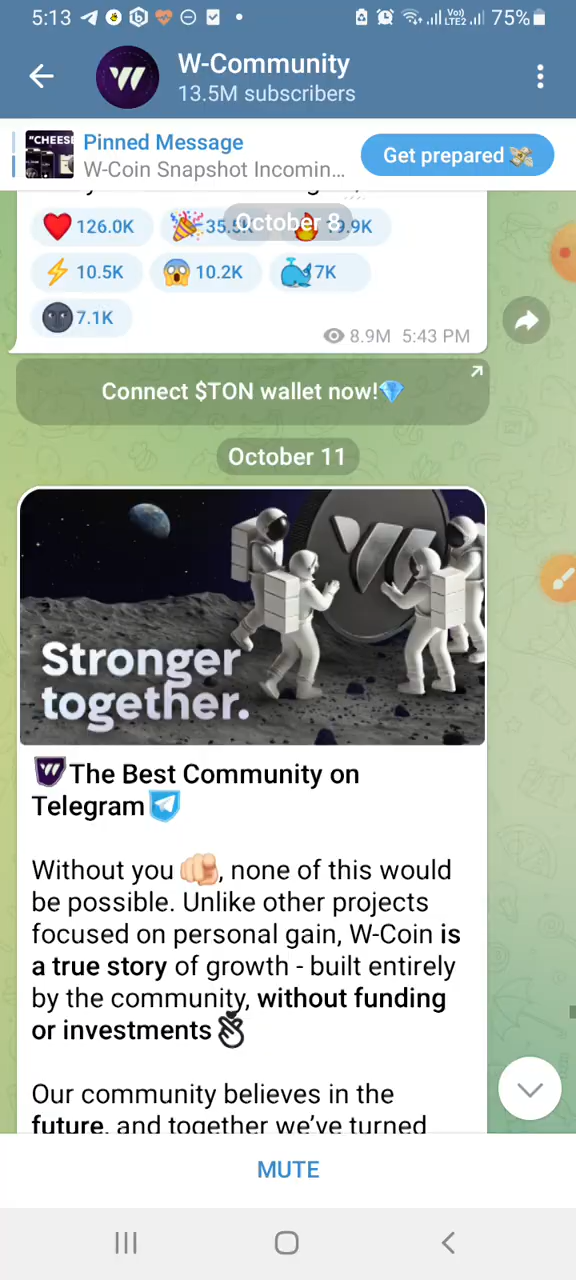 5:13
Vo))
LTE2
75%
W-Community
13.5M subscribers
"CHEESE
Pinned Message
W-Coin Snapshot Incomin...
Get prepared
October 8
126.0K
10.5K
10.2K
7K
7.1K
8.9M 5:43 PM
Connect $TON wallet now!
October 11
Stronger
together.
The Best Community on
Telegram
Without you , none of this would
be possible. Unlike other projects
focused on personal gain, W-Coin is
a true story of growth - built entirely
by the community, without funding
or investments
Our community believes in the
future, and together we've turned
MUTE